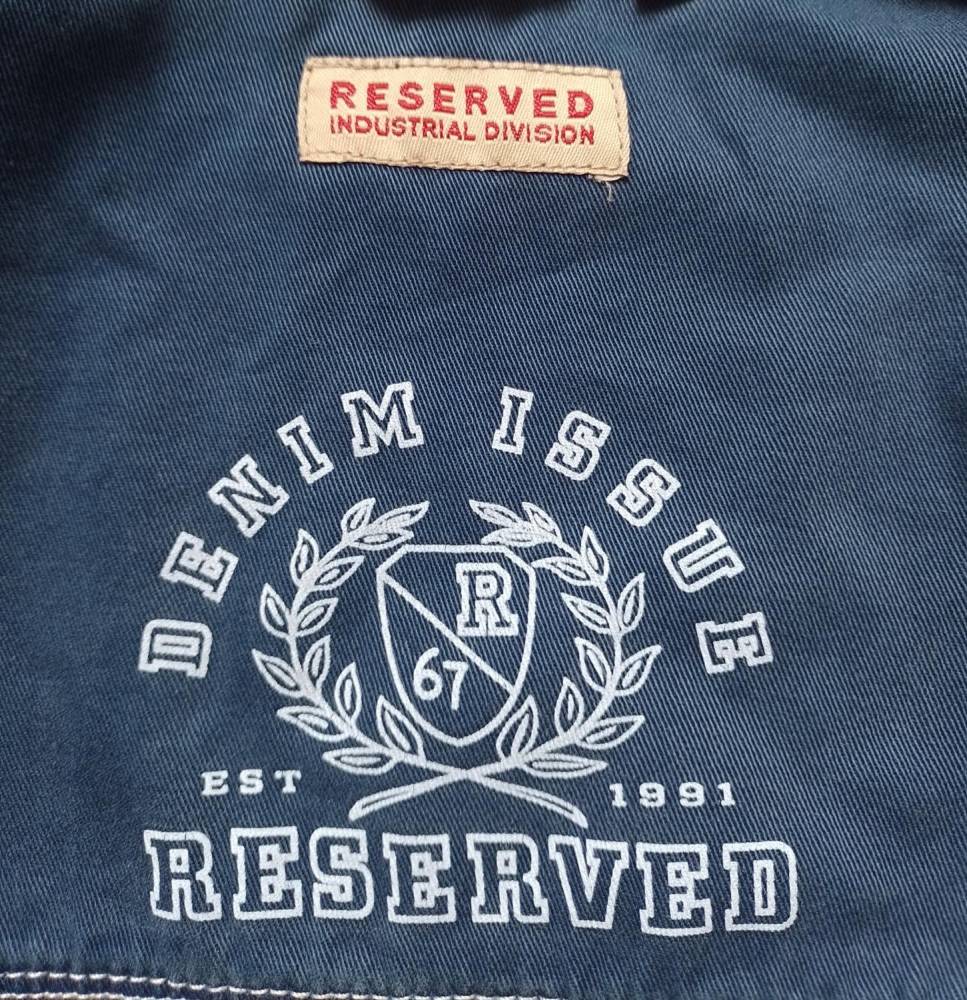 RESERVED
INDUSTRIAL DIVISION
DENIM ISSUE
R
67
EST 1991
RESERVED